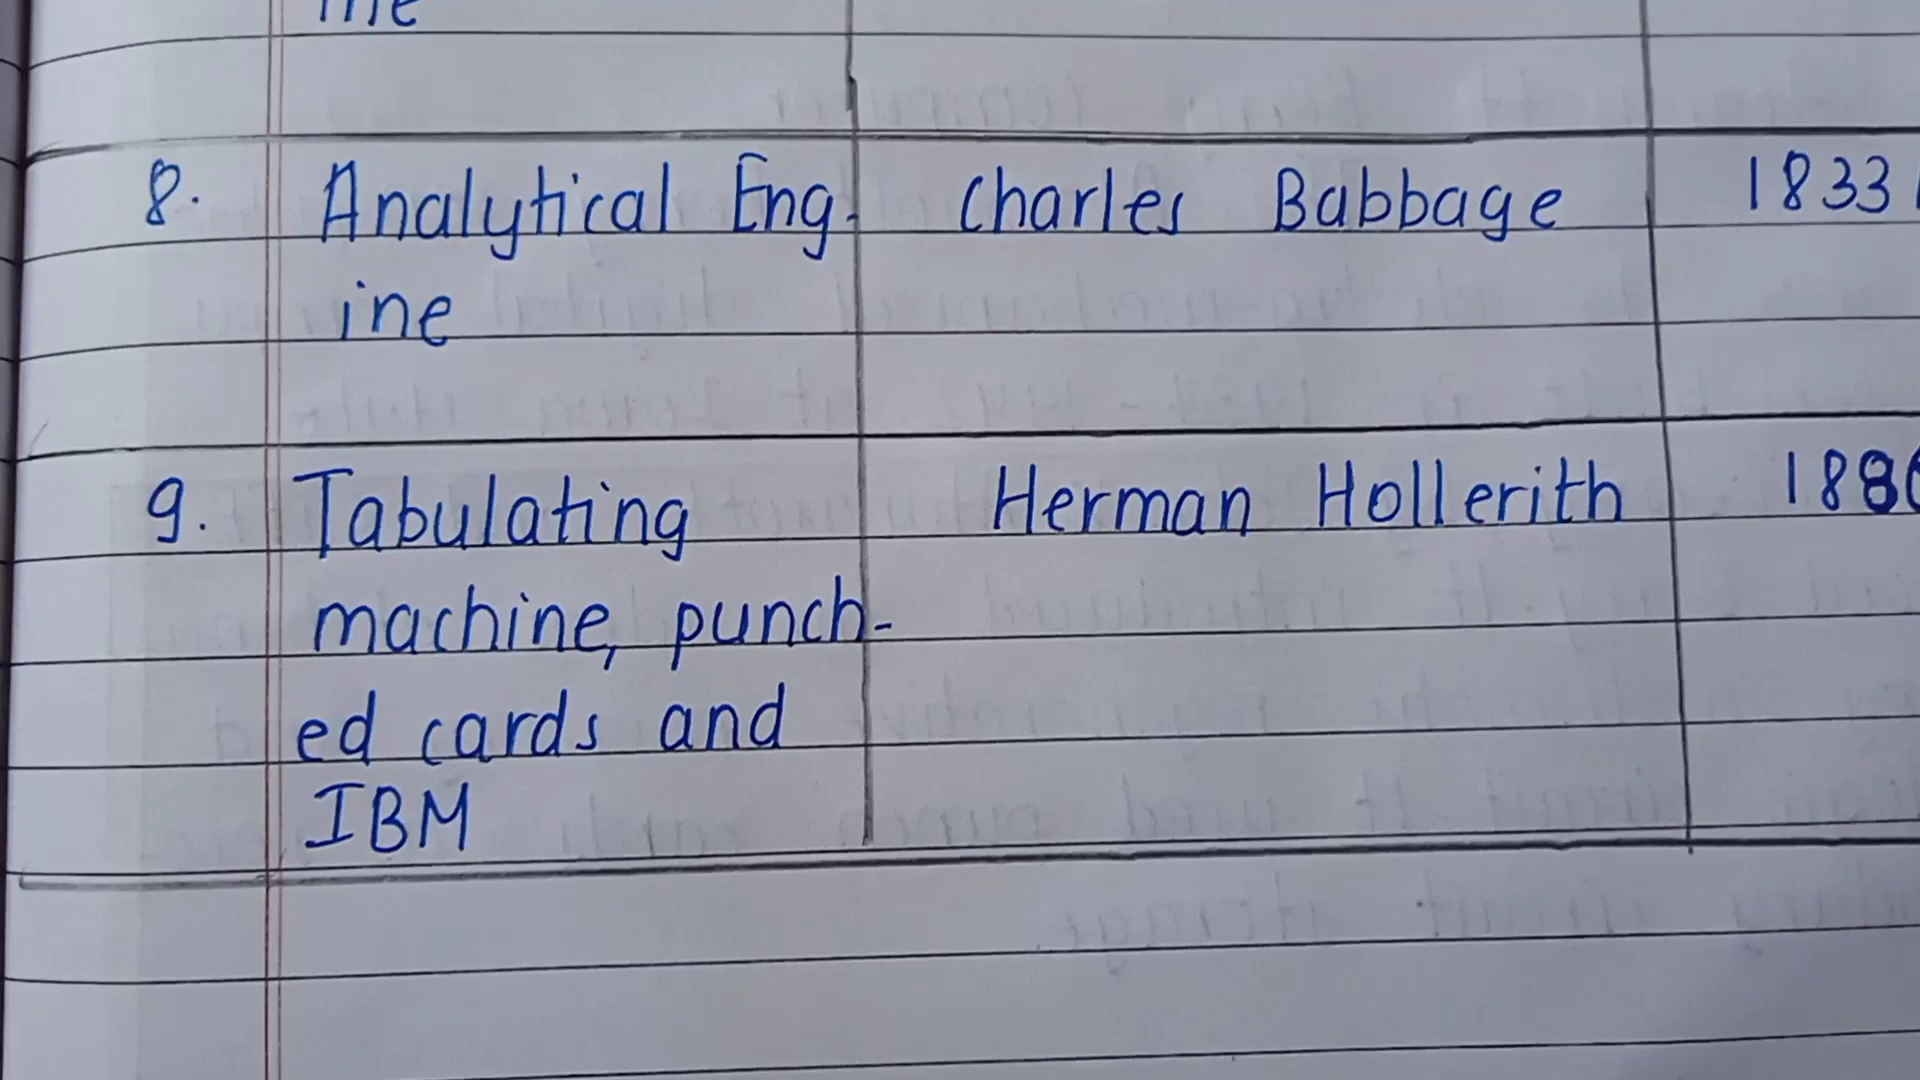 8. Analytical Eng- Charles Babbage 1833
ine
9. Tabulating Herman Hollerith
machine, punch-
ed cards and
IBM